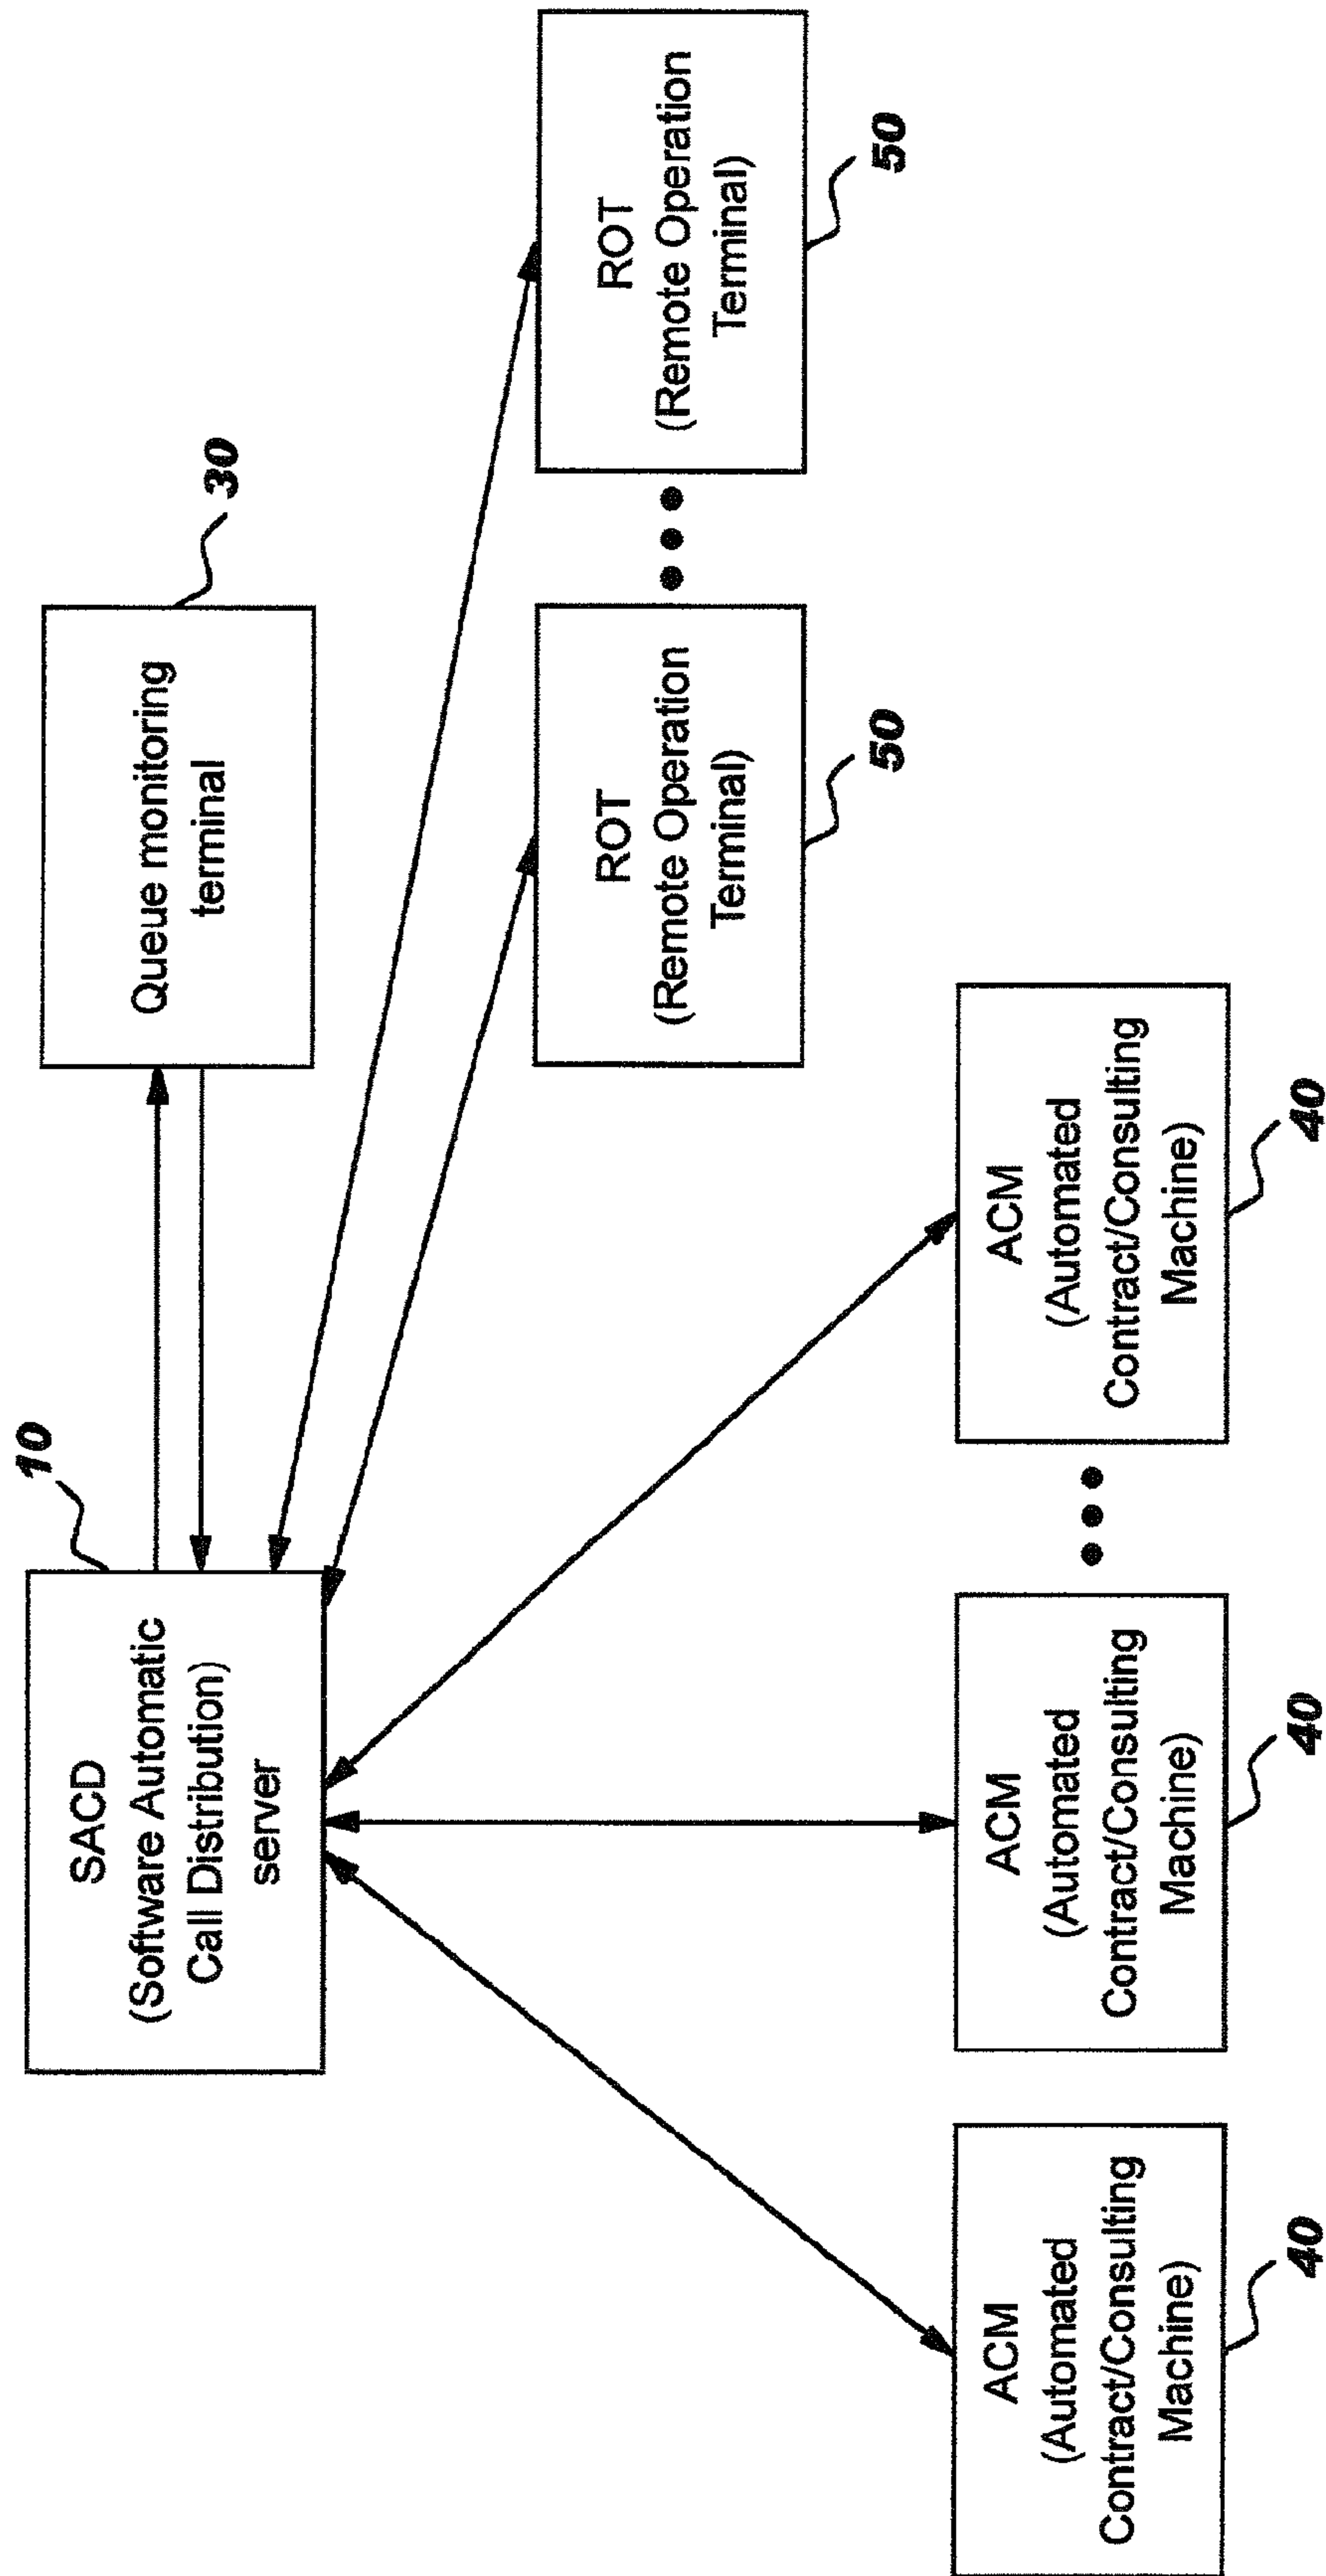 10
SACD
(Software Automatic
Call Distribution)
server
30
Queue monitoring
terminal
ROT
(Remote Operation
Terminal)
50
ROT
(Remote Operation
Terminal)
50
ACM
(Automated
Contract/Consulting
Machine)
40
ACM
(Automated
Contract/Consulting
Machine)
40
ACM
(Automated
Contract/Consulting
Machine)
40